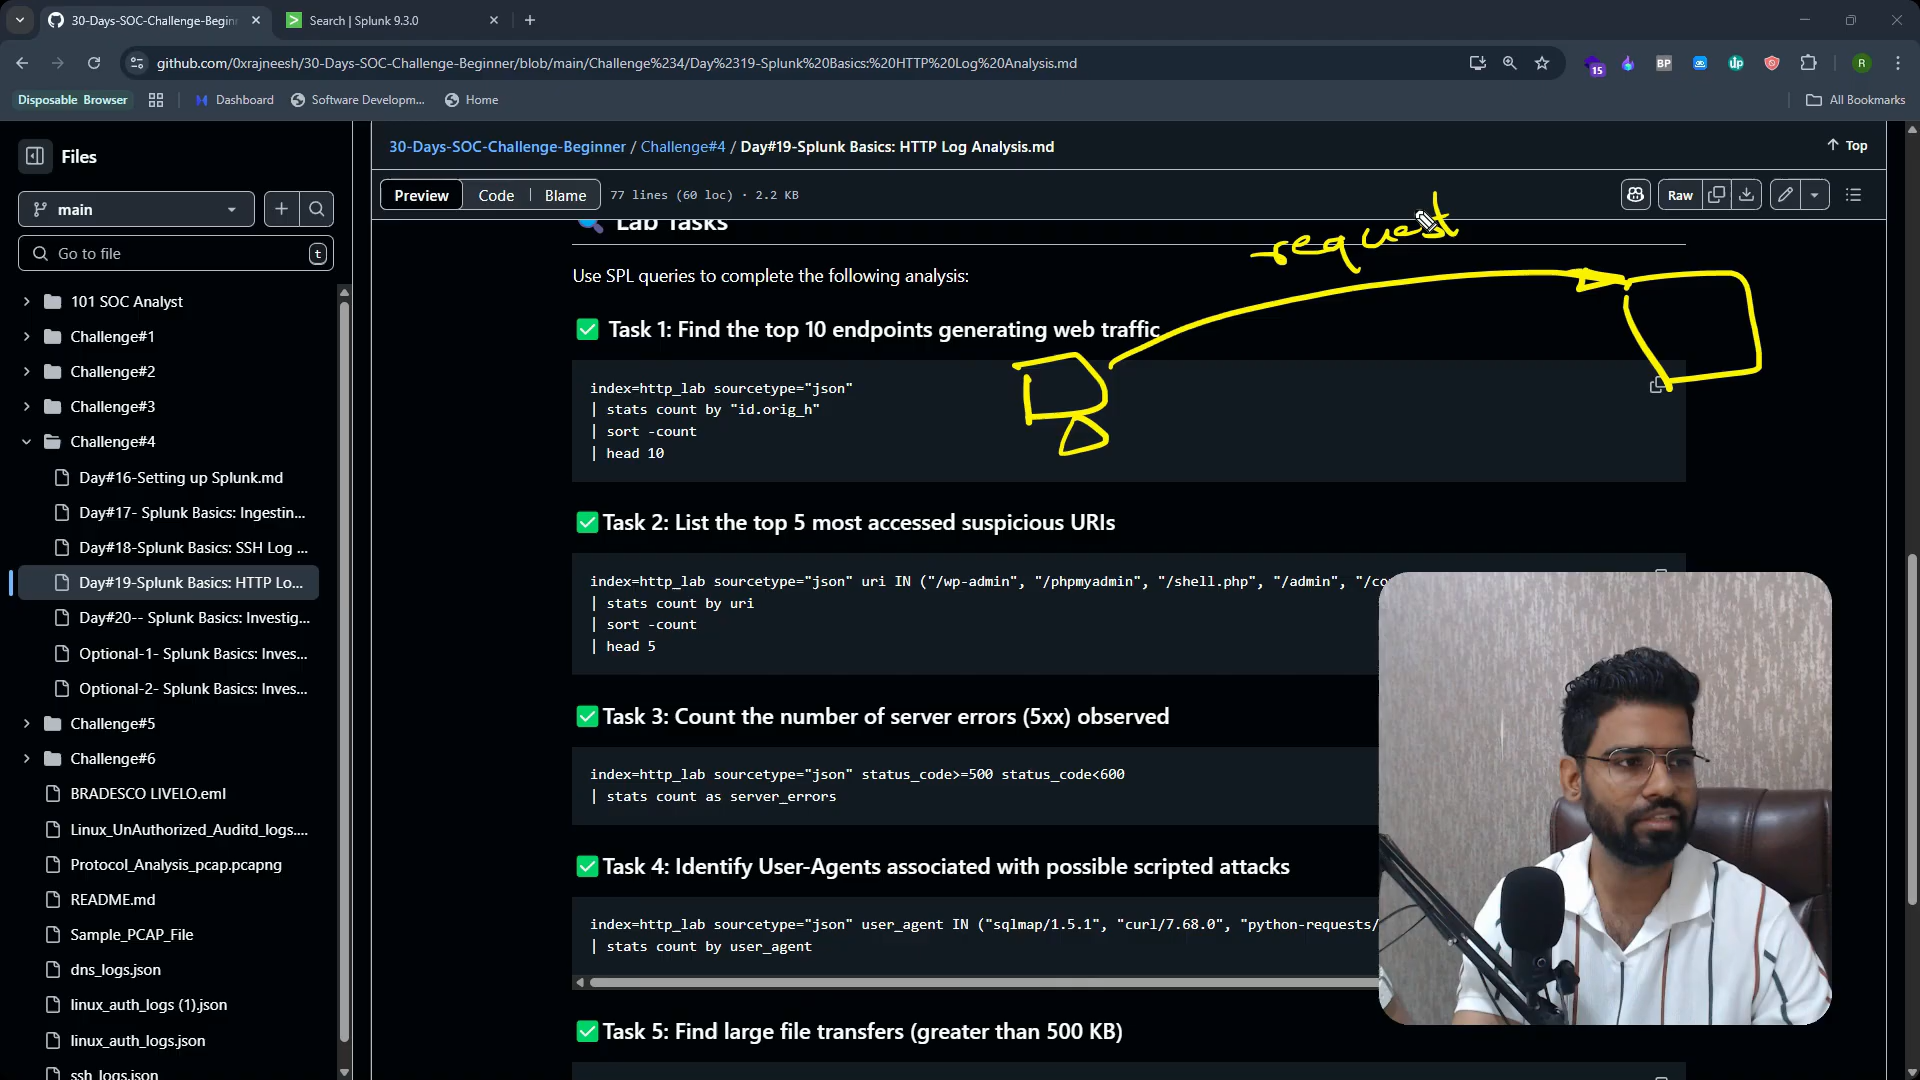 30-Days-SOC-Challenge-Beginn
Search | Splunk 9.3.0
github.com/0xrajneesh/30-Days-SOC-Challenge-Beginner/blob/main/Challenge%234/Day%2319-Splunk%20Basics:%20HTTP%20Log%20Analysis.md
15
BP
up
R
Disposable Browser
Dashboard
Software Developm...
Home
All Bookmarks
Files
30-Days-SOC-Challenge-Beginner / Challenge#4 / Day#19-Splunk Basics: HTTP Log Analysis.md
Top
main
Preview
Code
Blame
77 lines (60 loc) · 2.2 KB
Raw
Go to file
t
101 SOC Analyst
Challenge#1
Challenge#2
Challenge#3
Challenge#4
Day#16-Setting up Splunk.md
Day#17- Splunk Basics: Ingestin...
Day#18-Splunk Basics: SSH Log ...
Day#19-Splunk Basics: HTTP Lo...
Day#20-- Splunk Basics: Investig...
Optional-1- Splunk Basics: Inves...
Optional-2- Splunk Basics: Inves...
Challenge#5
Challenge#6
BRADESCO LIVELO.eml
Linux_UnAuthorized_Auditd_logs....
Protocol_Analysis_pcap.pcapng
README.md
Sample_PCAP_File
dns_logs.json
linux_auth_logs (1).json
linux_auth_logs.json
ssh_logs.json
Lab Tasks
request
Use SPL queries to complete the following analysis:
Task 1: Find the top 10 endpoints generating web traffic
index=http_lab sourcetype="json"
| stats count by "id.orig_h"
| sort -count
| head 10
Task 2: List the top 5 most accessed suspicious URIs
index=http_lab sourcetype="json" uri IN ("/wp-admin", "/phpmyadmin", "/shell.php", "/admin", "/co
| stats count by uri
| sort -count
| head 5
Task 3: Count the number of server errors (5xx) observed
index=http_lab sourcetype="json" status_code>=500 status_code<600
| stats count as server_errors
Task 4: Identify User-Agents associated with possible scripted attacks
index=http_lab sourcetype="json" user_agent IN ("sqlmap/1.5.1", "curl/7.68.0", "python-requests/
| stats count by user_agent
Task 5: Find large file transfers (greater than 500 KB)